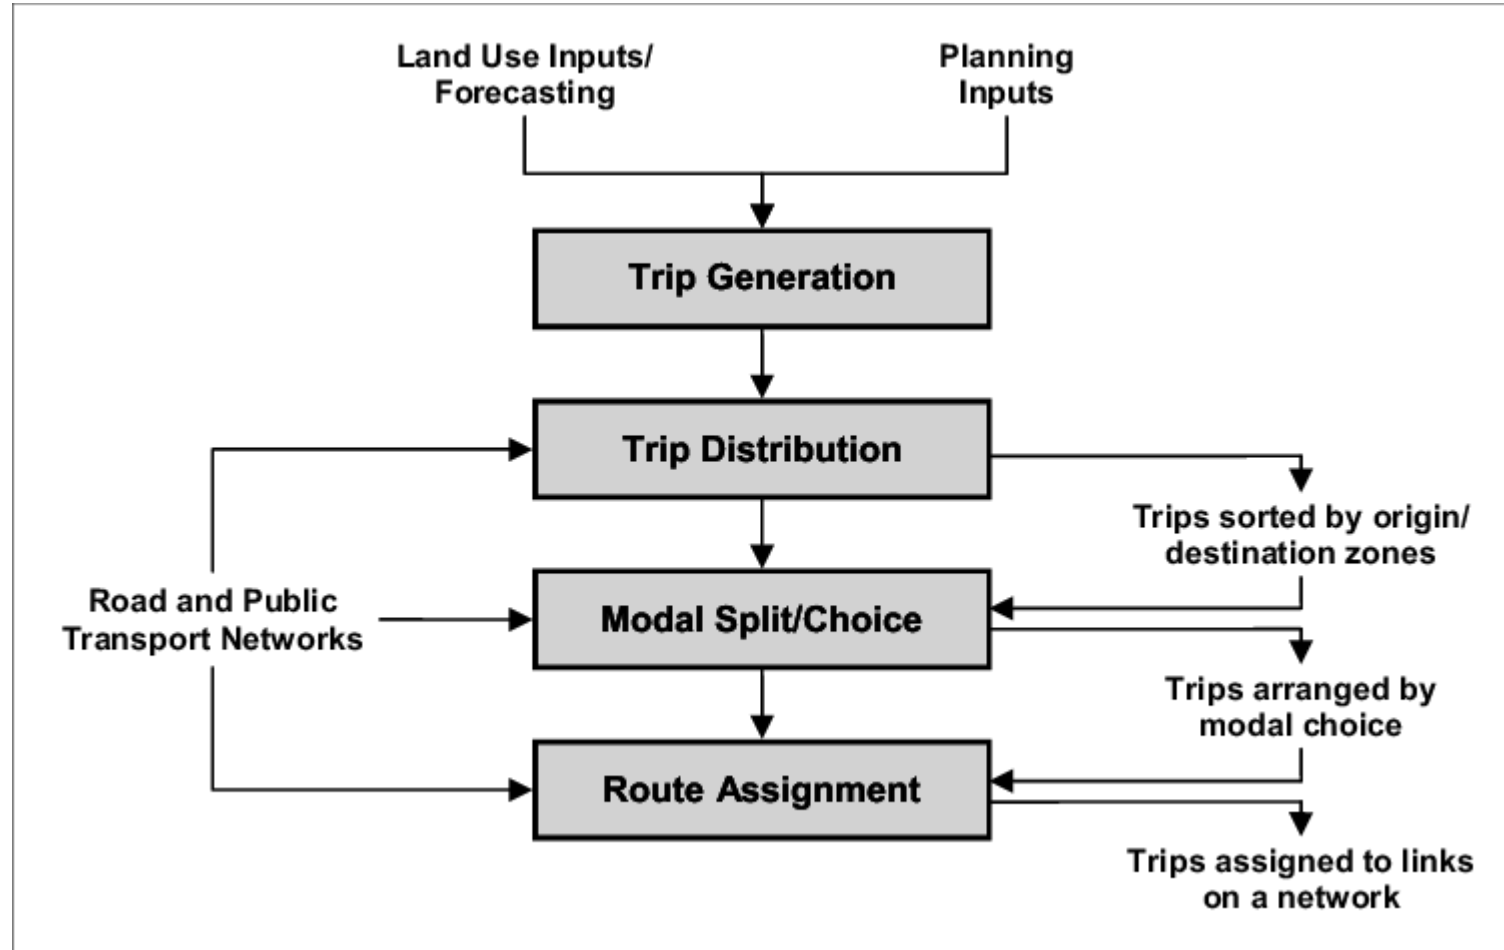 Land Use Inputs/
Forecasting
Planning
Inputs
Trip Generation
Trip Distribution
Trips sorted by origin/
destination zones
Road and Public
Transport Networks
Modal Split/Choice
Trips arranged by
modal choice
Route Assignment
Trips assigned to links
on a network